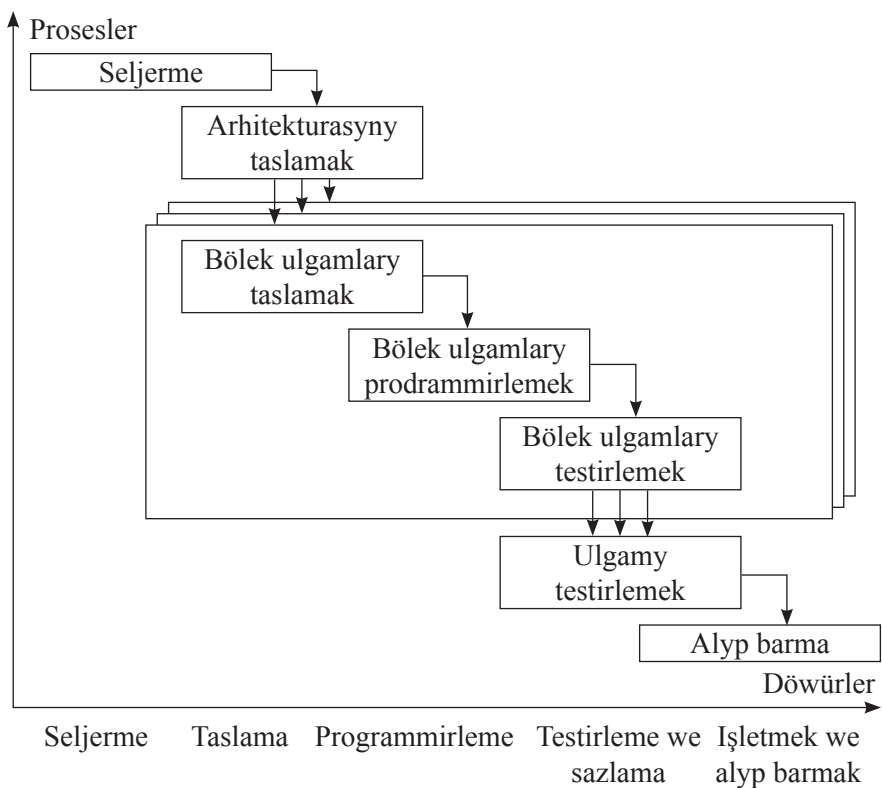 Prosesler
Seljerme
Arhitekturasyny
taslamak
Bölek ulgamlary
taslamak
Bölek ulgamlary
prodrammirlemek
Bölek ulgamlary
testirlemek
Ulgamy
testirlemek
Alyp barma
Döwürler
Seljerme Taslama Programmirleme Testirleme we Işletmek we
sazlama alyp barmak